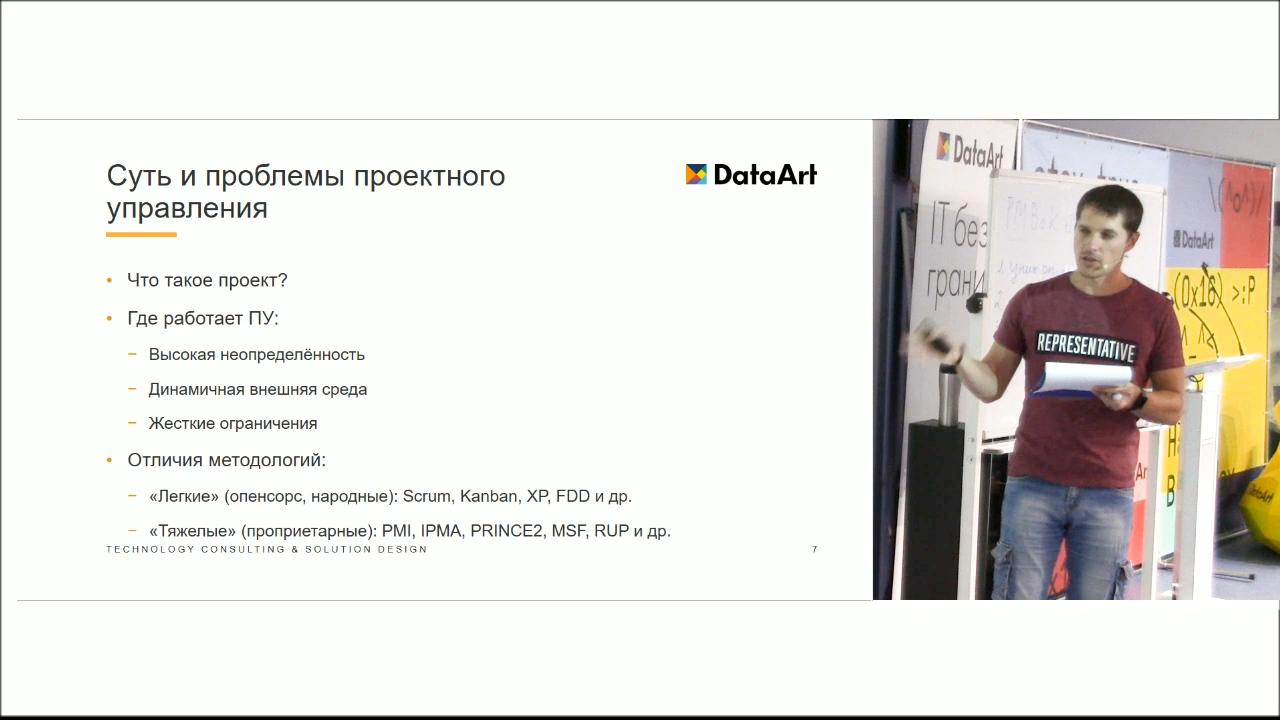 Суть и проблемы проектного
управления
DataArt
• Что такое проект?
• Где работает ПУ:
– Высокая неопределённость
– Динамичная внешняя среда
– Жесткие ограничения
• Отличия методологий:
– «Легкие» (опенсорс, народные): Scrum, Kanban, XP, FDD и др.
– «Тяжелые» (проприетарные): PMI, IPMA, PRINCE2, MSF, RUP и др.
TECHNOLOGY CONSULTING & SOLUTION DESIGN
7
DataArt
IT без
грани
\(^o^)/
DataArt
(0x16) >:P
REPRESENTATIVE
DataArt